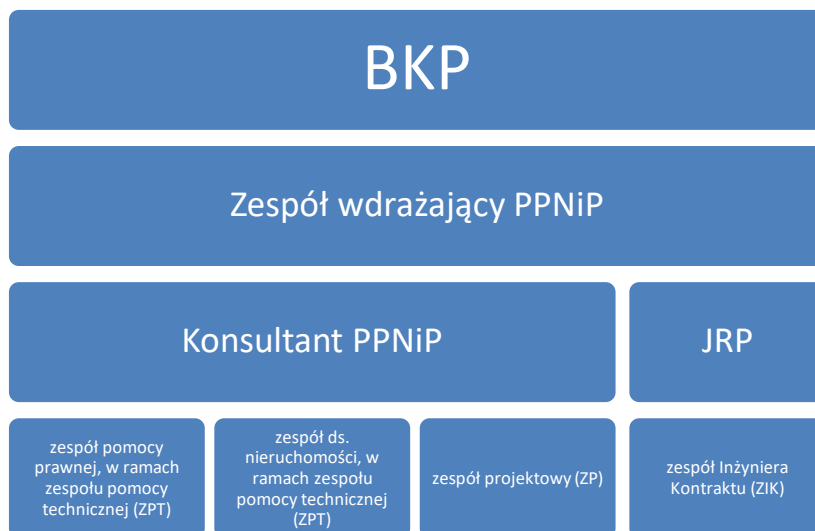 BKP
Zespół wdrażający PPNiP
Konsultant PPNiP
JRP
zespół pomocy
prawnej, w ramach
zespołu pomocy
technicznej (ZPT)
zespół ds.
nieruchomości, w
ramach zespołu
pomocy technicznej
(ZPT)
zespół projektowy (ZP)
zespół Inżyniera
Kontraktu (ZIK)